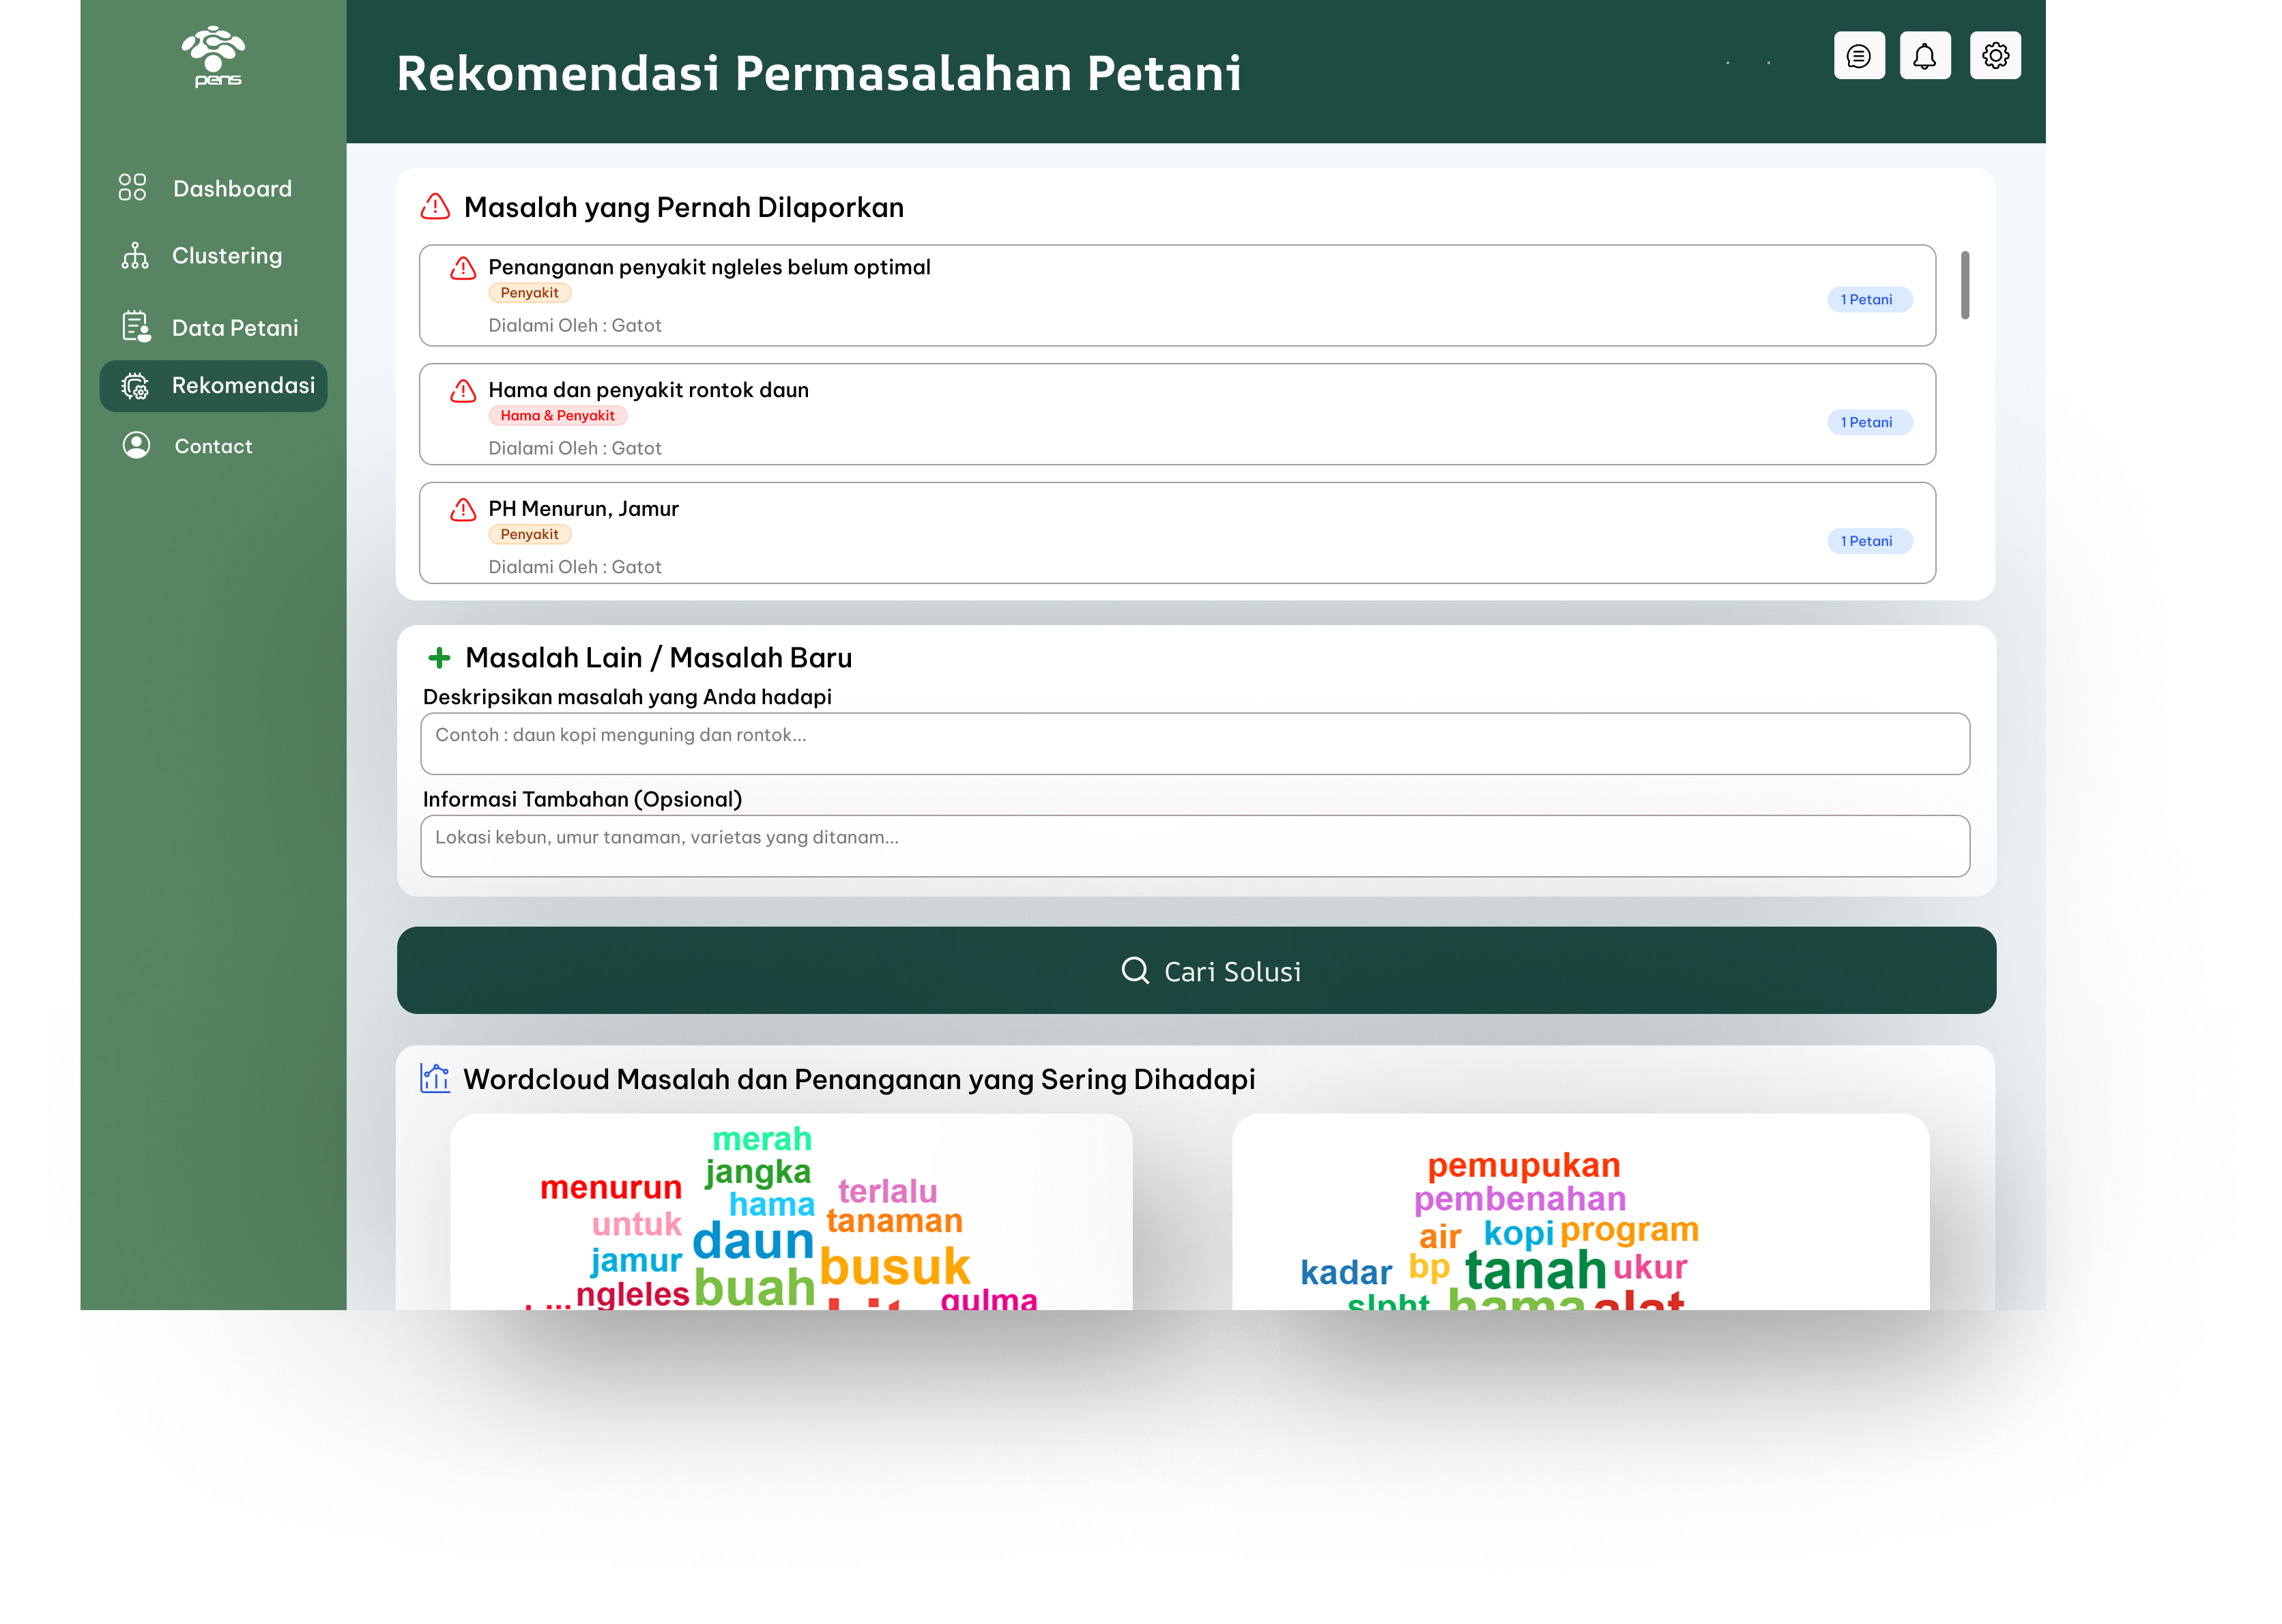 pens
Dashboard
Clustering
Data Petani
Rekomendasi
Contact
Rekomendasi Permasalahan Petani
Masalah yang Pernah Dilaporkan
Penanganan penyakit ngleles belum optimal
Penyakit
1 Petani
Dialami Oleh : Gatot
Hama dan penyakit rontok daun
Hama & Penyakit
1 Petani
Dialami Oleh : Gatot
PH Menurun, Jamur
Penyakit
1 Petani
Dialami Oleh : Gatot
Masalah Lain / Masalah Baru
Deskripsikan masalah yang Anda hadapi
Contoh : daun kopi menguning dan rontok...
Informasi Tambahan (Opsional)
Lokasi kebun, umur tanaman, varietas yang ditanam...
Cari Solusi
Wordcloud Masalah dan Penanganan yang Sering Dihadapi
merah
jangka
menurun
terlalu
hama
untuk
tanaman
daun
jamur
busuk
buah
ngleles
gulma
pemupukan
pembenahan
air kopi program
kadar bp tanah ukur
slpht hama alat